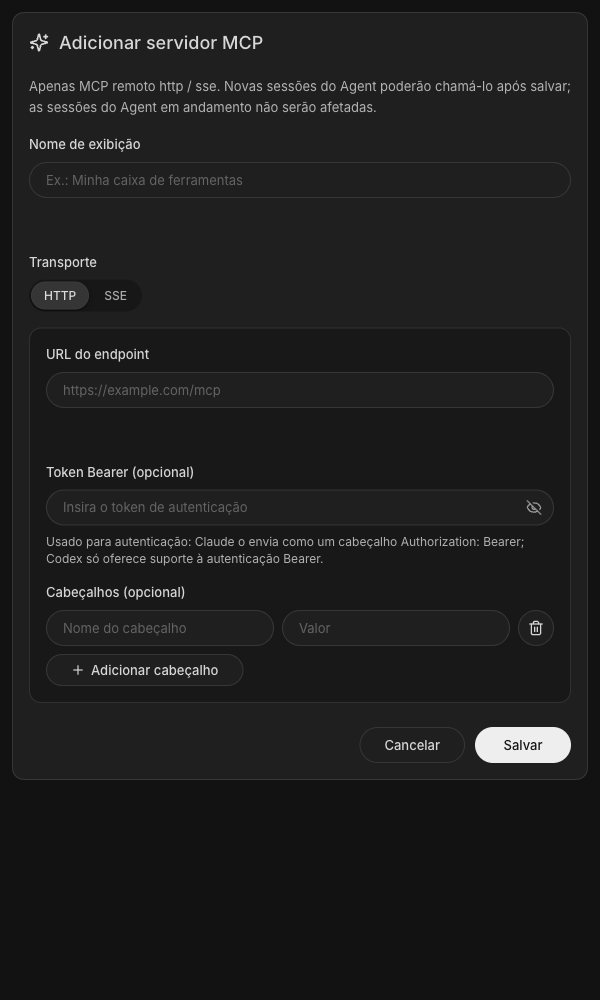 Adicionar servidor MCP
Apenas MCP remoto http / sse. Novas sessões do Agent poderão chamá-lo após salvar;
as sessões do Agent em andamento não serão afetadas.
Nome de exibição
Ex.: Minha caixa de ferramentas
Transporte
HTTP SSE
URL do endpoint
https://example.com/mcp
Token Bearer (opcional)
Insira o token de autenticação
Usado para autenticação: Claude o envia como um cabeçalho Authorization: Bearer;
Codex só oferece suporte à autenticação Bearer.
Cabeçalhos (opcional)
Nome do cabeçalho Valor
Adicionar cabeçalho
Cancelar Salvar